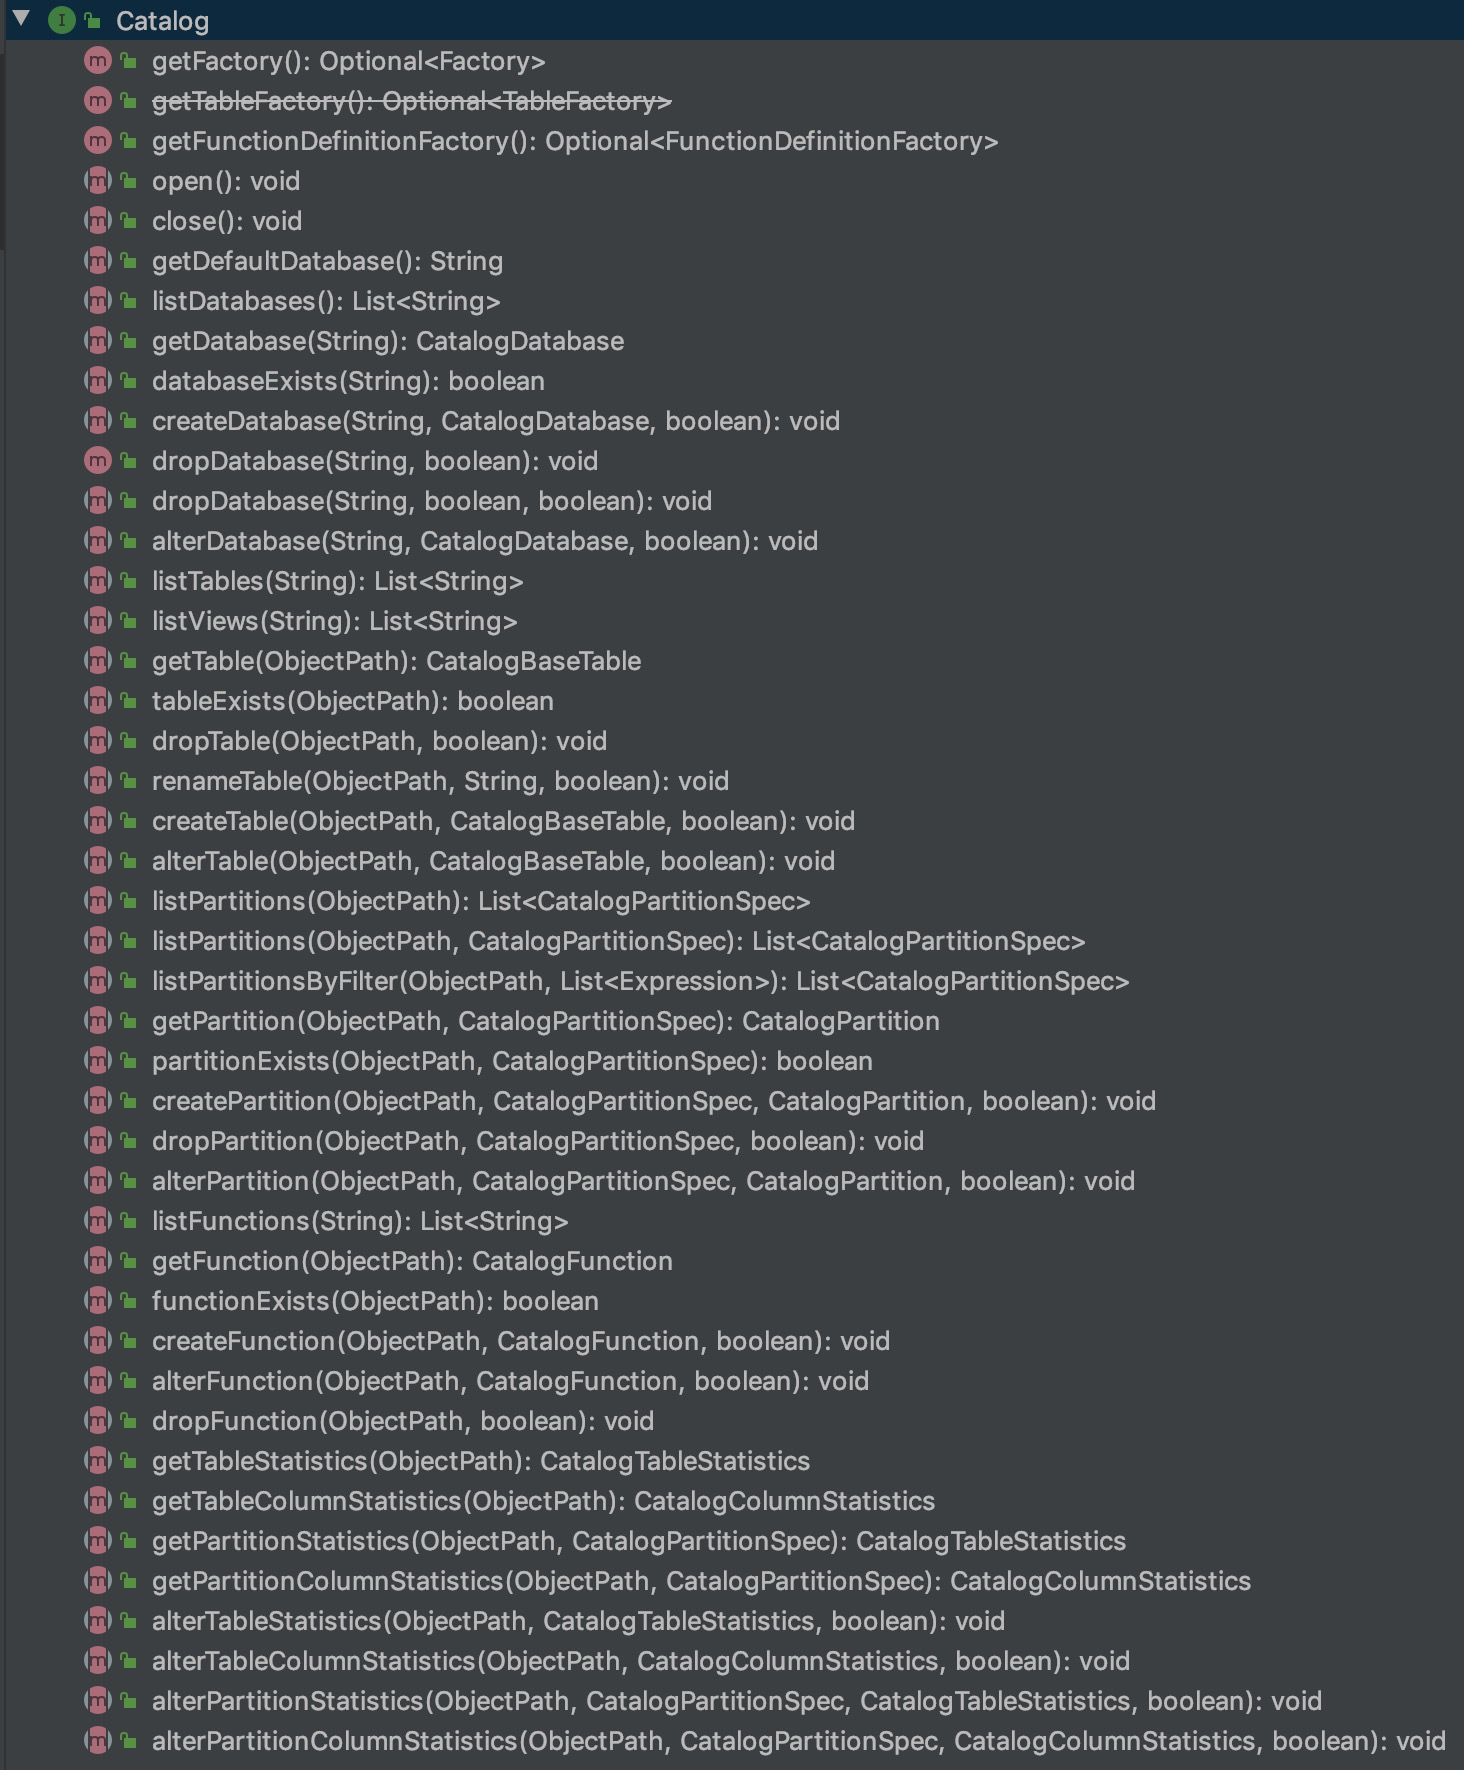 Catalog
getFactory(): Optional<Factory>
getTableFactory(): Optional<TableFactory>
getFunctionDefinitionFactory(): Optional<FunctionDefinitionFactory>
open(): void
close(): void
getDefaultDatabase(): String
listDatabases(): List<String>
getDatabase(String): CatalogDatabase
databaseExists(String): boolean
createDatabase(String, CatalogDatabase, boolean): void
dropDatabase(String, boolean): void
dropDatabase(String, boolean, boolean): void
alterDatabase(String, CatalogDatabase, boolean): void
listTables(String): List<String>
listViews(String): List<String>
getTable(ObjectPath): CatalogBaseTable
tableExists(ObjectPath): boolean
dropTable(ObjectPath, boolean): void
renameTable(ObjectPath, String, boolean): void
createTable(ObjectPath, CatalogBaseTable, boolean): void
alterTable(ObjectPath, CatalogBaseTable, boolean): void
listPartitions(ObjectPath): List<CatalogPartitionSpec>
listPartitions(ObjectPath, CatalogPartitionSpec): List<CatalogPartitionSpec>
listPartitionsByFilter(ObjectPath, List<Expression>): List<CatalogPartitionSpec>
getPartition(ObjectPath, CatalogPartitionSpec): CatalogPartition
partitionExists(ObjectPath, CatalogPartitionSpec): boolean
createPartition(ObjectPath, CatalogPartitionSpec, CatalogPartition, boolean): void
dropPartition(ObjectPath, CatalogPartitionSpec, boolean): void
alterPartition(ObjectPath, CatalogPartitionSpec, CatalogPartition, boolean): void
listFunctions(String): List<String>
getFunction(ObjectPath): CatalogFunction
functionExists(ObjectPath): boolean
createFunction(ObjectPath, CatalogFunction, boolean): void
alterFunction(ObjectPath, CatalogFunction, boolean): void
dropFunction(ObjectPath, boolean): void
getTableStatistics(ObjectPath): CatalogTableStatistics
getTableColumnStatistics(ObjectPath): CatalogColumnStatistics
getPartitionStatistics(ObjectPath, CatalogPartitionSpec): CatalogTableStatistics
getPartitionColumnStatistics(ObjectPath, CatalogPartitionSpec): CatalogColumnStatistics
alterTableStatistics(ObjectPath, CatalogTableStatistics, boolean): void
alterTableColumnStatistics(ObjectPath, CatalogColumnStatistics, boolean): void
alterPartitionStatistics(ObjectPath, CatalogPartitionSpec, CatalogTableStatistics, boolean): void
alterPartitionColumnStatistics(ObjectPath, CatalogPartitionSpec, CatalogColumnStatistics, boolean): void